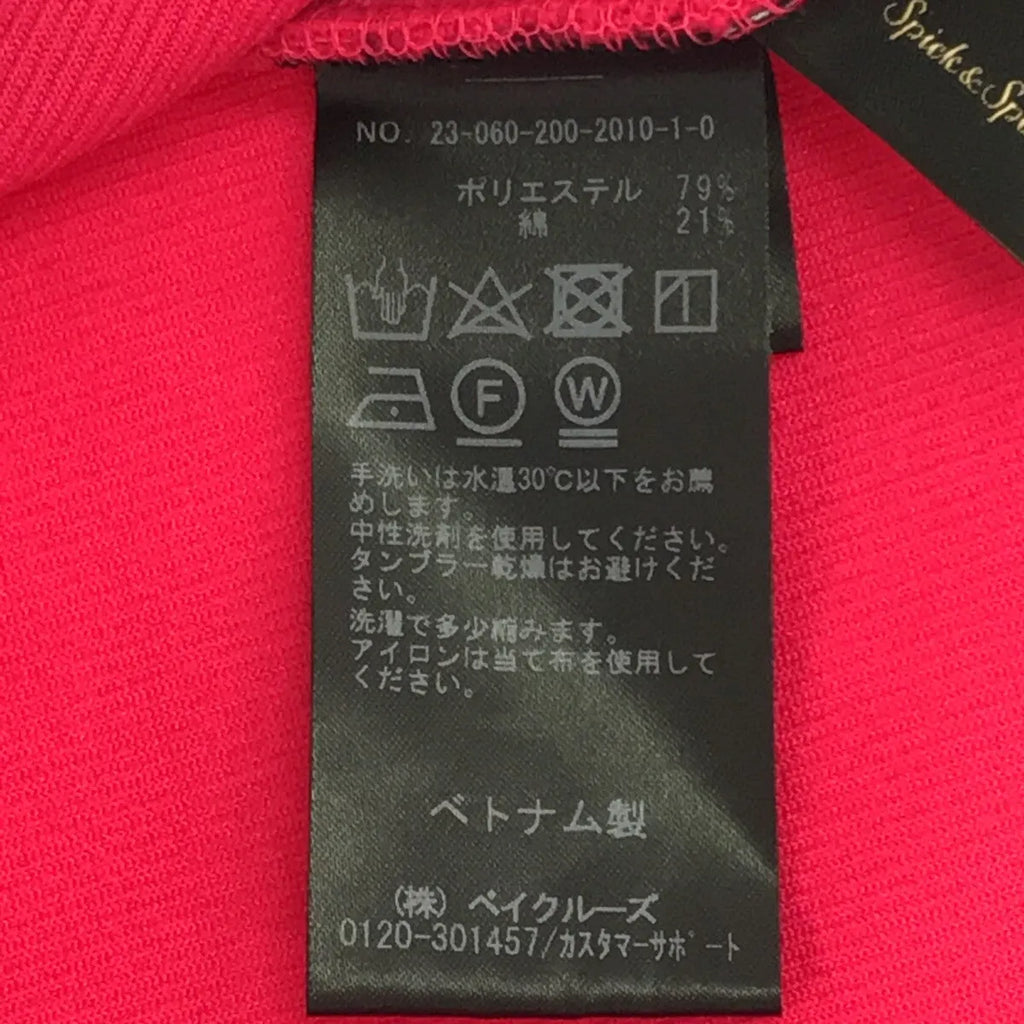 Spick & Sp
NO. 23-060-200-2010-1-0
ポリエステル 79%
綿 21%
F
W
手洗いは水温30℃以下をお薦
めします。
中性洗剤を使用してください。
タンブラー乾燥はお避けくだ
さい。
洗濯で多少縮みます。
アイロンは当て布を使用して
ください。
ベトナム製
(株) ベイクルーズ
0120-301457/カスタマーサポート